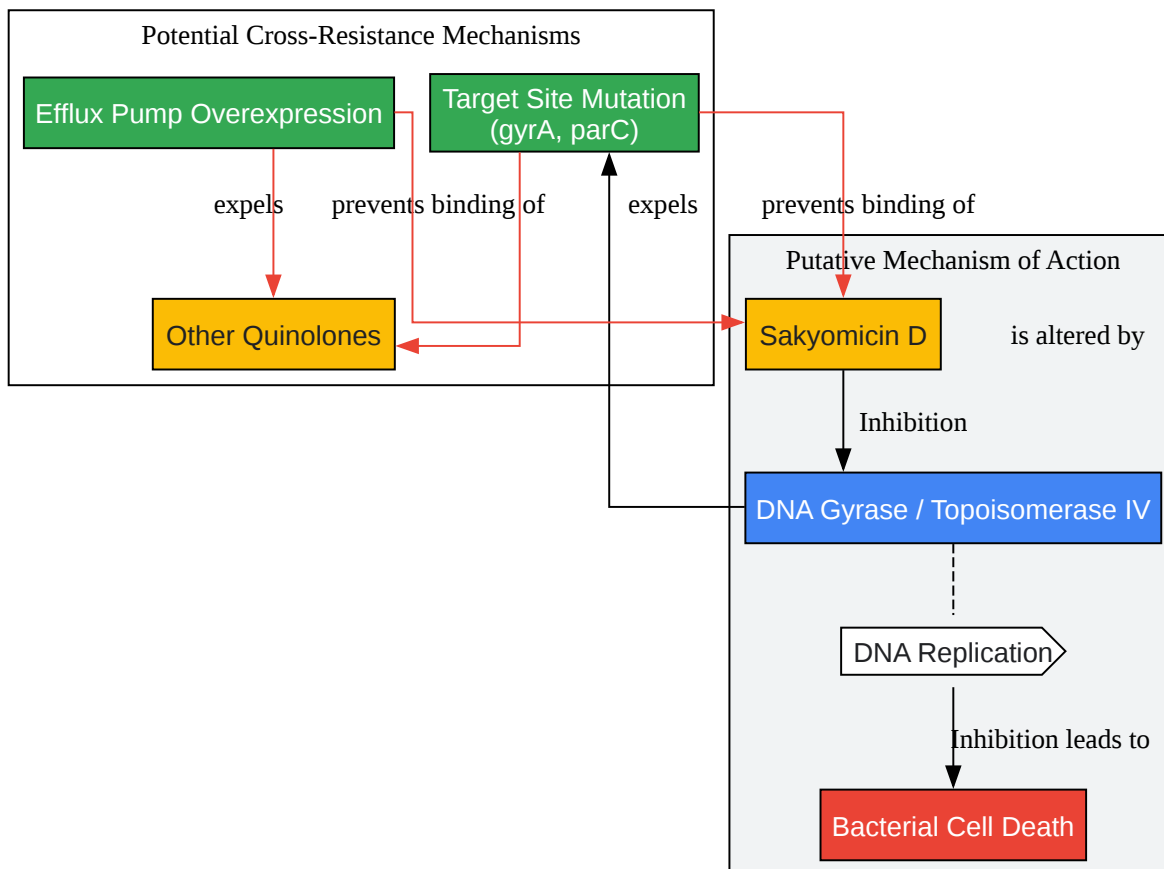 Potential Cross-Resistance Mechanisms
Efflux Pump Overexpression
Target Site Mutation
(gyrA, parC)
expels
prevents binding of
expels
prevents binding of
Putative Mechanism of Action
Other Quinolones
Sakyomicin D
is altered by
Inhibition
DNA Gyrase / Topoisomerase IV
DNA Replication
Inhibition leads to
Bacterial Cell Death